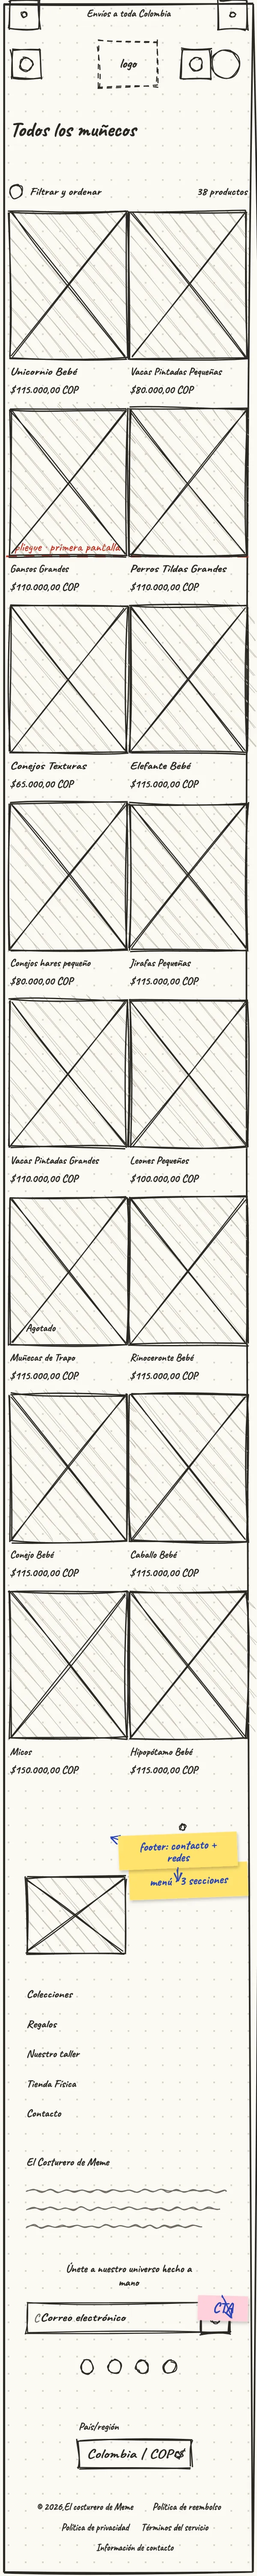 Envíos a toda Colombia
logo
Todos los muñecos
Filtrar y ordenar
38 productos
Unicornio Bebé
Vacas Pintadas Pequeñas
$115.000,00 COP
$80.000,00 COP
pliegue · primera pantalla
Gansos Grandes
Perros Tildas Grandes
$110.000,00 COP
$110.000,00 COP
Conejos Texturas
Elefante Bebé
$65.000,00 COP
$115.000,00 COP
Conejos hares pequeño
Jirafas Pequeñas
$80.000,00 COP
$115.000,00 COP
Vacas Pintadas Grandes
Leones Pequeños
$110.000,00 COP
$100.000,00 COP
Agotado
Muñecas de Trapo
Rinoceronte Bebé
$115.000,00 COP
$115.000,00 COP
Conejo Bebé
Caballo Bebé
$115.000,00 COP
$115.000,00 COP
Micos
Hipopótamo Bebé
$150.000,00 COP
$115.000,00 COP
footer: contacto +
redes
menú · 3 secciones
Colecciones
Regalos
Nuestro taller
Tienda Física
Contacto
El Costurero de Meme
Únete a nuestro universo hecho a
mano
CTA
Correo electrónico
País/región
Colombia | COP $
© 2026,El costurero de Meme
Política de reembolso
Política de privacidad
Términos del servicio
Información de contacto